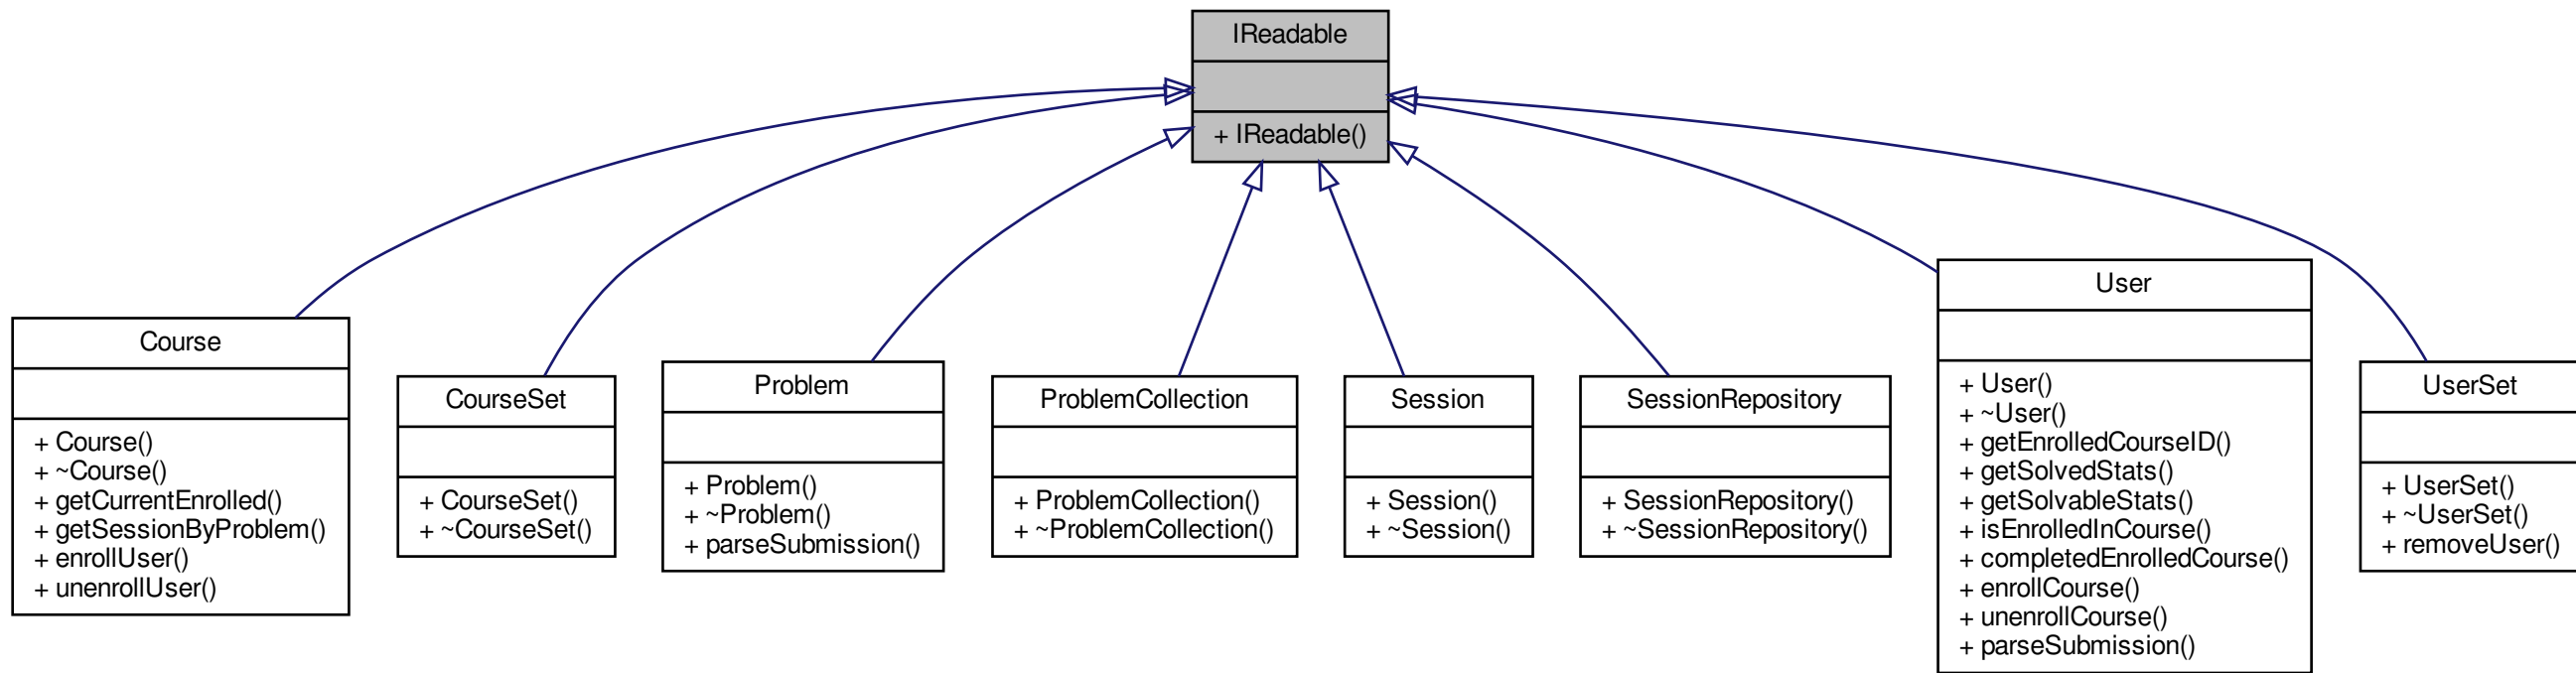 IReadable
+ IReadable()
Course
+ Course()
+ ~Course()
+ getCurrentEnrolled()
+ getSessionByProblem()
+ enrollUser()
+ unenrollUser()
CourseSet
+ CourseSet()
+ ~CourseSet()
Problem
+ Problem()
+ ~Problem()
+ parseSubmission()
ProblemCollection
+ ProblemCollection()
+ ~ProblemCollection()
Session
+ Session()
+ ~Session()
SessionRepository
+ SessionRepository()
+ ~SessionRepository()
User
+ User()
+ ~User()
+ getEnrolledCourseID()
+ getSolvedStats()
+ getSolvableStats()
+ isEnrolledInCourse()
+ completedEnrolledCourse()
+ enrollCourse()
+ unenrollCourse()
+ parseSubmission()
UserSet
+ UserSet()
+ ~UserSet()
+ removeUser()